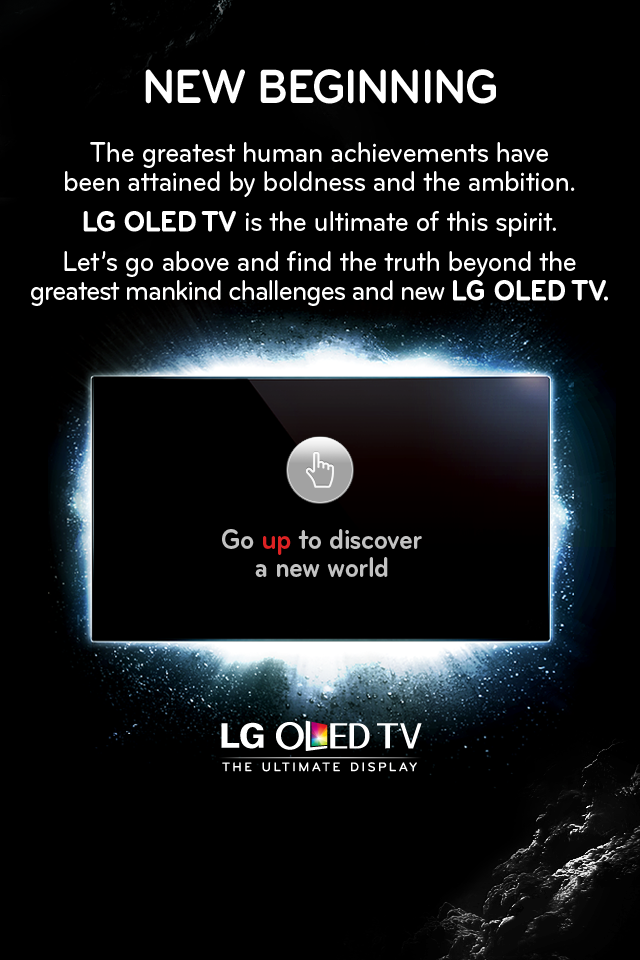 NEW BEGINNING
The greatest human achievements have
been attained by boldness and the ambition.
LG OLED TV is the ultimate of this spirit.
Let's go above and find the truth beyond the
greatest mankind challenges and new LG OLED TV.
Go up to discover
a new world
LG OLED TV
THE ULTIMATE DISPLAY